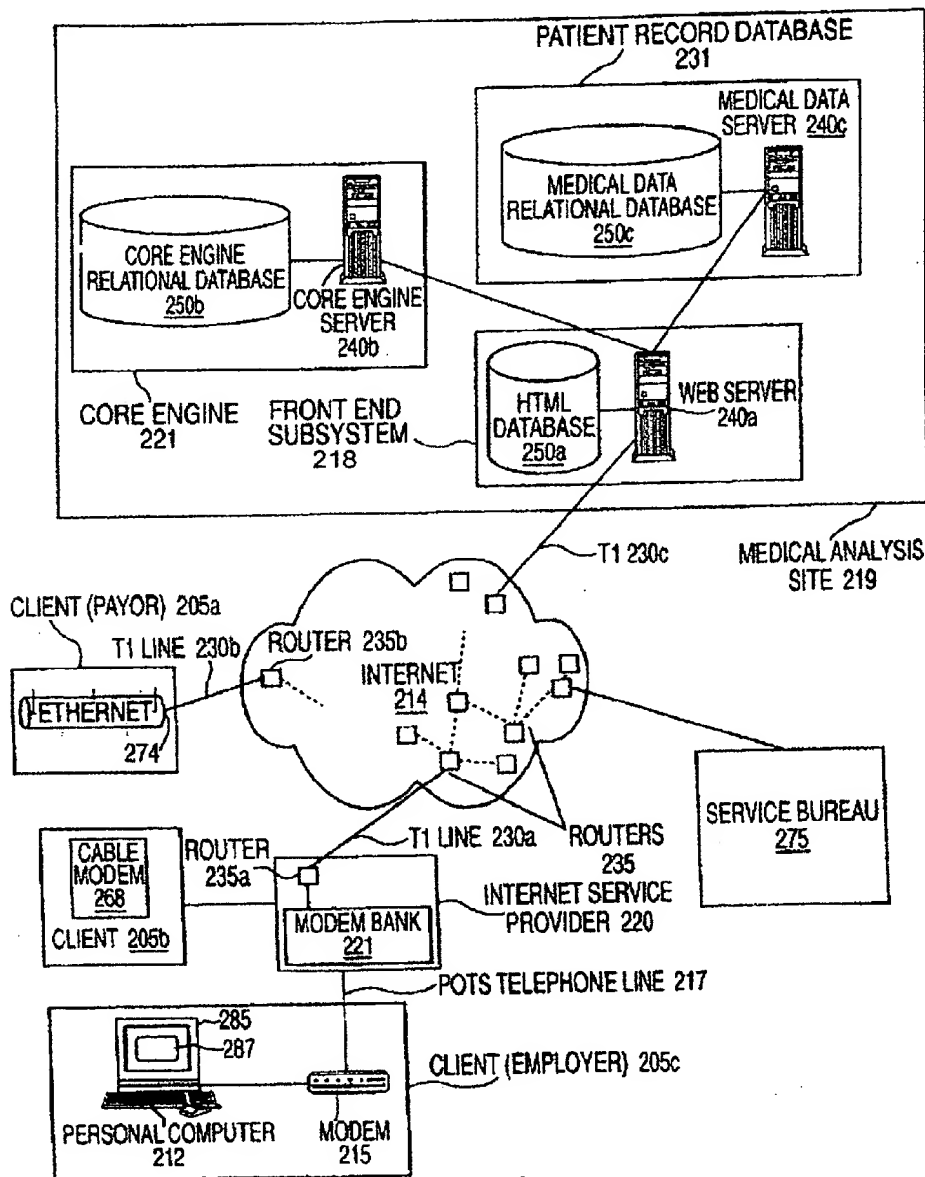 PATIENT RECORD DATABASE
231
MEDICAL DATA
SERVER 240c
MEDICAL DATA
RELATIONAL DATABASE
250c
CORE ENGINE
RELATIONAL DATABASE
250b
CORE ENGINE
SERVER
240b
CORE ENGINE
221
FRONT END
SUBSYSTEM
218
HTML
DATABASE
250a
WEB SERVER
240a
T1 230c
MEDICAL ANALYSIS
SITE 219
CLIENT (PAYOR) 205a
T1 LINE 230b
ROUTER 235b
ETHERNET
274
INTERNET
214
SERVICE BUREAU
275
T1 LINE 230a
ROUTERS
235
ROUTER
235a
CABLE
MODEM
268
CLIENT 205b
INTERNET SERVICE
PROVIDER 220
MODEM BANK
221
POTS TELEPHONE LINE 217
285
287
CLIENT (EMPLOYER) 205c
PERSONAL COMPUTER
212
MODEM
215